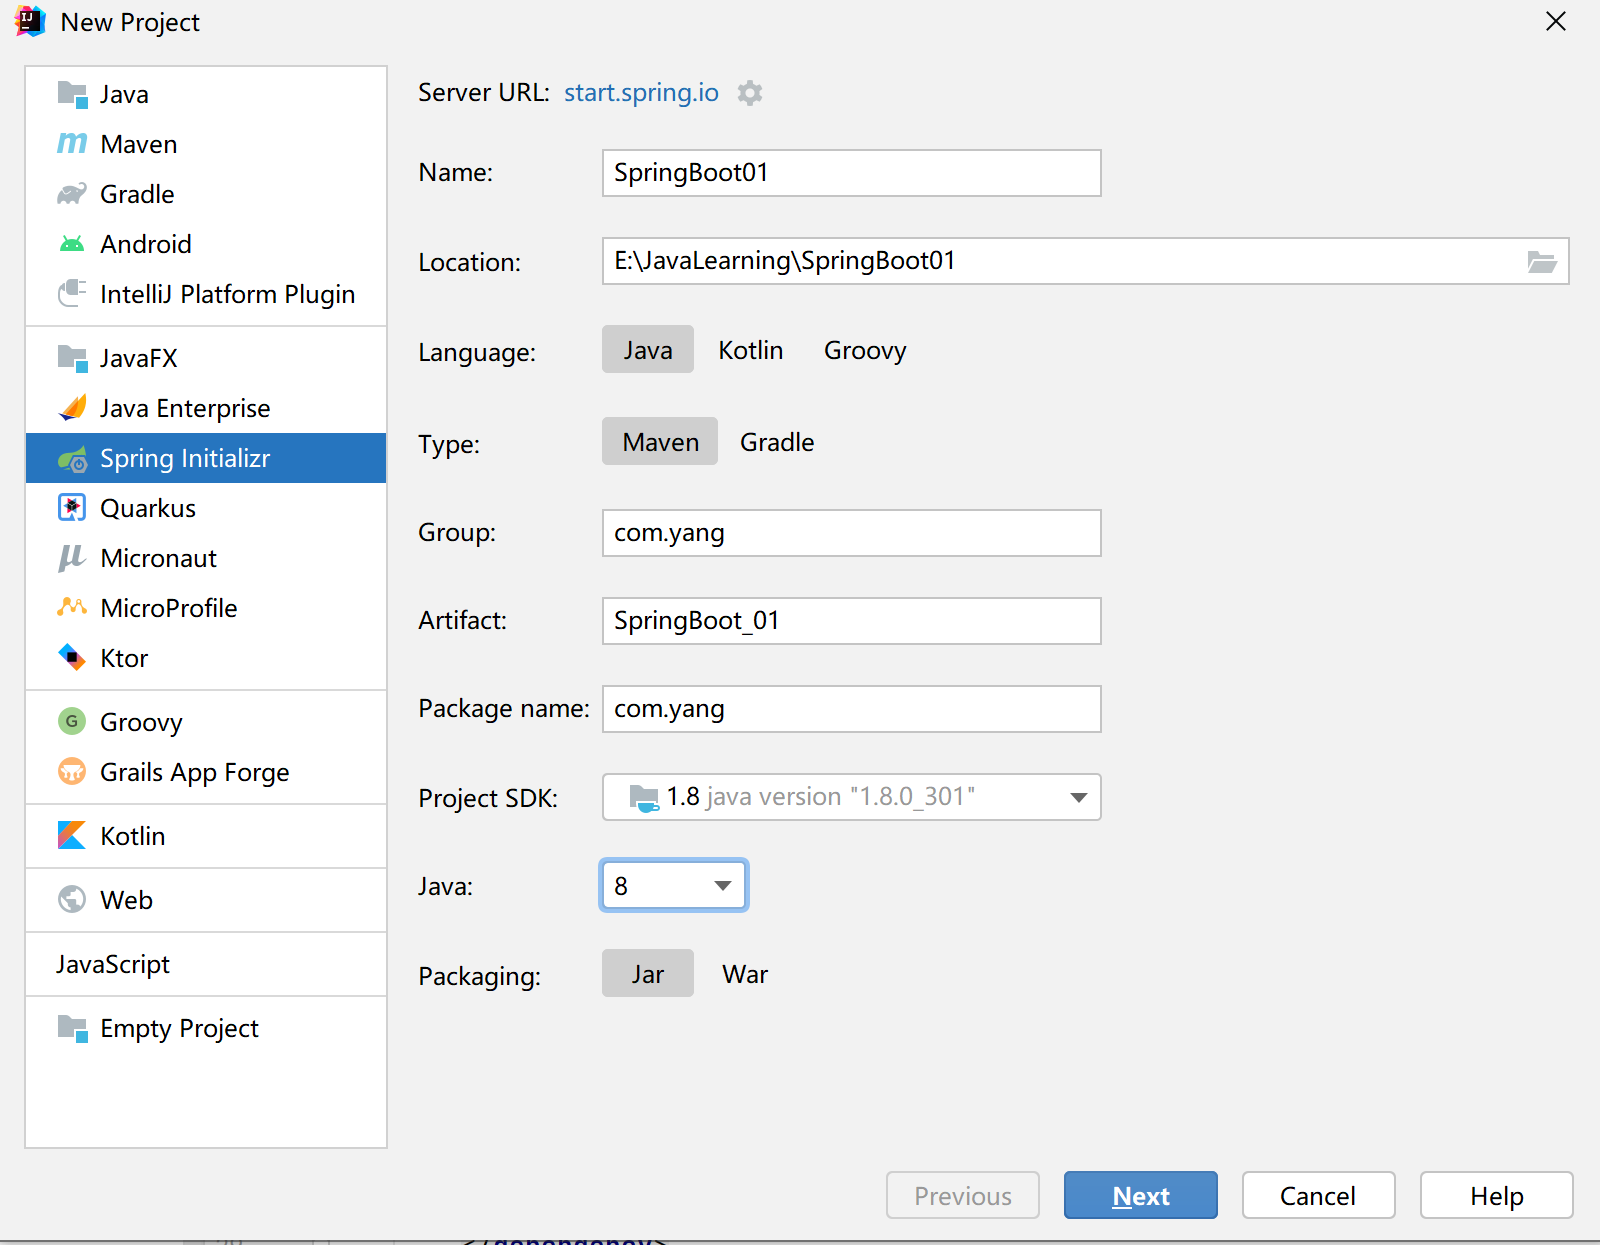 New Project
Java
Maven
Gradle
Android
IntelliJ Platform Plugin
JavaFX
Java Enterprise
Spring Initializr
Quarkus
Micronaut
MicroProfile
Ktor
Groovy
Grails App Forge
Kotlin
Web
JavaScript
Empty Project
Server URL: start.spring.io
Name: SpringBoot01
Location: E:\JavaLearning\SpringBoot01
Language: Java Kotlin Groovy
Type: Maven Gradle
Group: com.yang
Artifact: SpringBoot_01
Package name: com.yang
Project SDK: 1.8 java version "1.8.0_301"
Java: 8
Packaging: Jar War
Previous Next Cancel Help